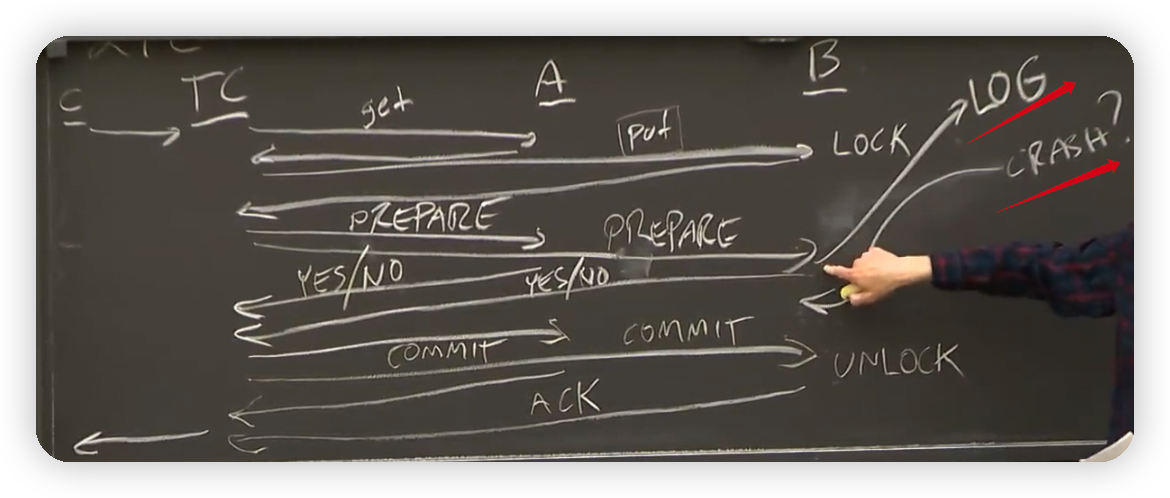 C
TC
A
B
get
put
LOCK
LOG
CRASH?
PREPARE
PREPARE
YES/NO
YES/NO
COMMIT
COMMIT
UNLOCK
ACK